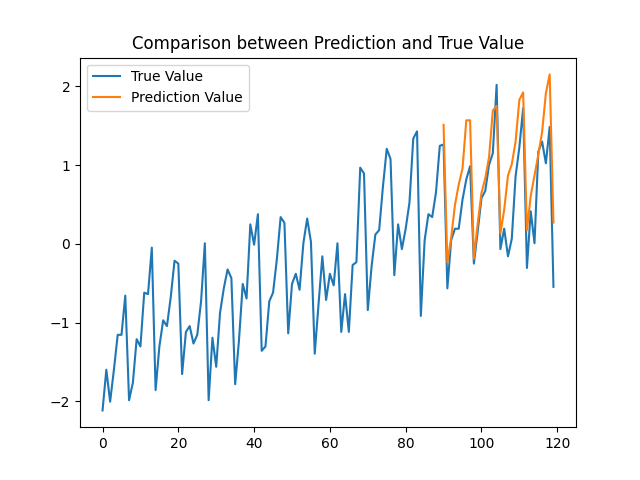 Comparison between Prediction and True Value
True Value
Prediction Value
2
1
0
−1
−2
0 20 40 60 80 100 120